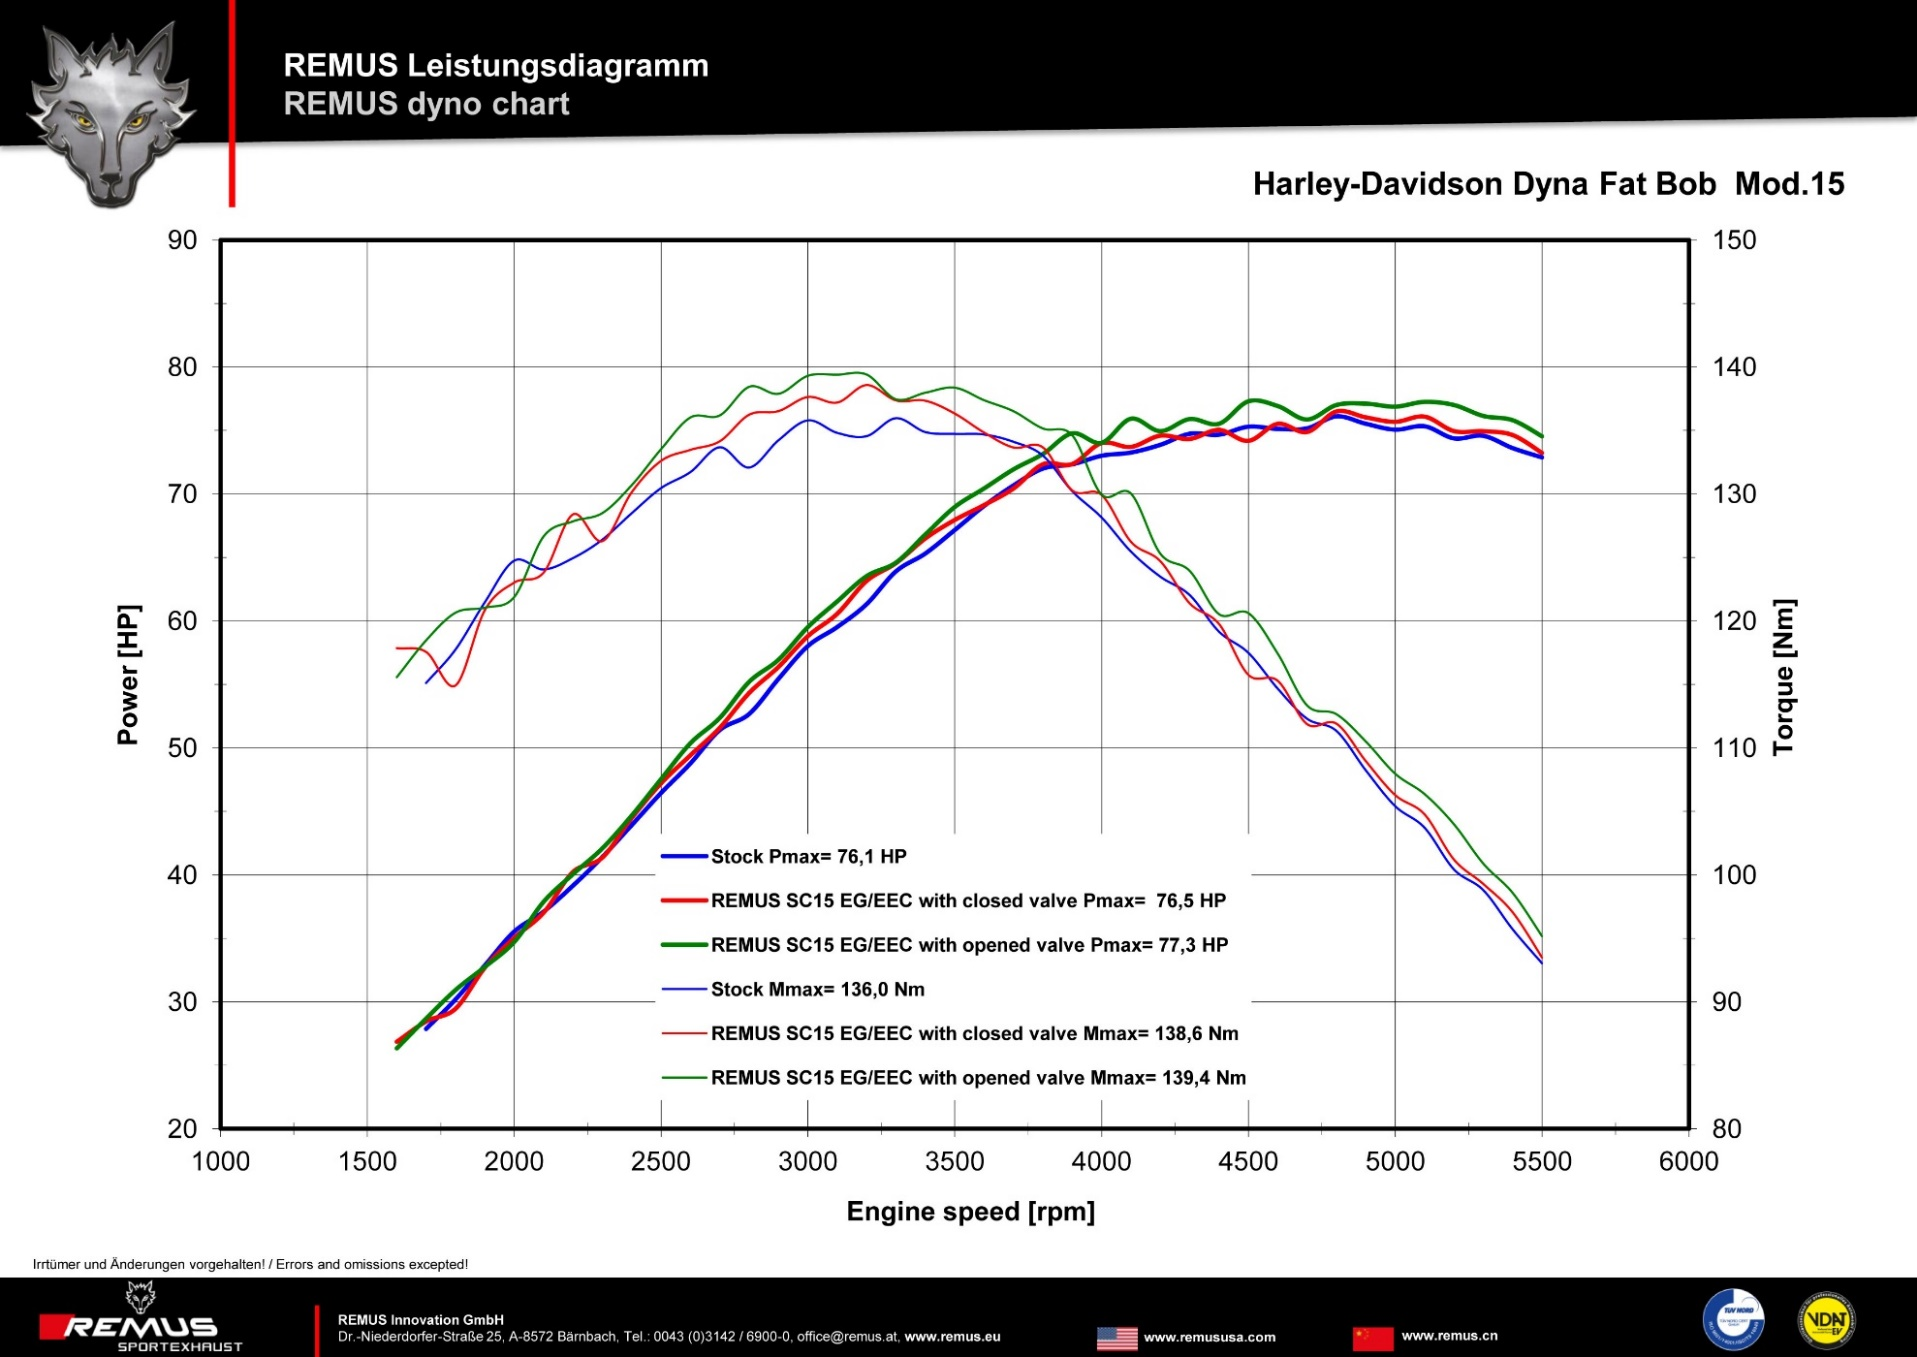 REMUS Leistungsdiagramm
REMUS dyno chart
Harley-Davidson Dyna Fat Bob  Mod.15
90
80
70
60
50
40
30
20
Power [HP]
150
140
130
120
110
100
90
80
Torque [Nm]
Stock Pmax= 76,1 HP
REMUS SC15 EG/EEC with closed valve Pmax=  76,5 HP
REMUS SC15 EG/EEC with opened valve Pmax= 77,3 HP
Stock Mmax= 136,0 Nm
REMUS SC15 EG/EEC with closed valve Mmax= 138,6 Nm
REMUS SC15 EG/EEC with opened valve Mmax= 139,4 Nm
1000 1500 2000 2500 3000 3500 4000 4500 5000 5500 6000
Engine speed [rpm]
Irrtümer und Änderungen vorgehalten! / Errors and omissions excepted!
REMUS
SPORTEXHAUST
REMUS Innovation GmbH
Dr.-Niederdorfer-Straße 25, A-8572 Bärnbach, Tel.: 0043 (0)3142 / 6900-0, office@remus.at, www.remus.eu
www.remususa.com
www.remus.cn
TÜV NORD
VDAT